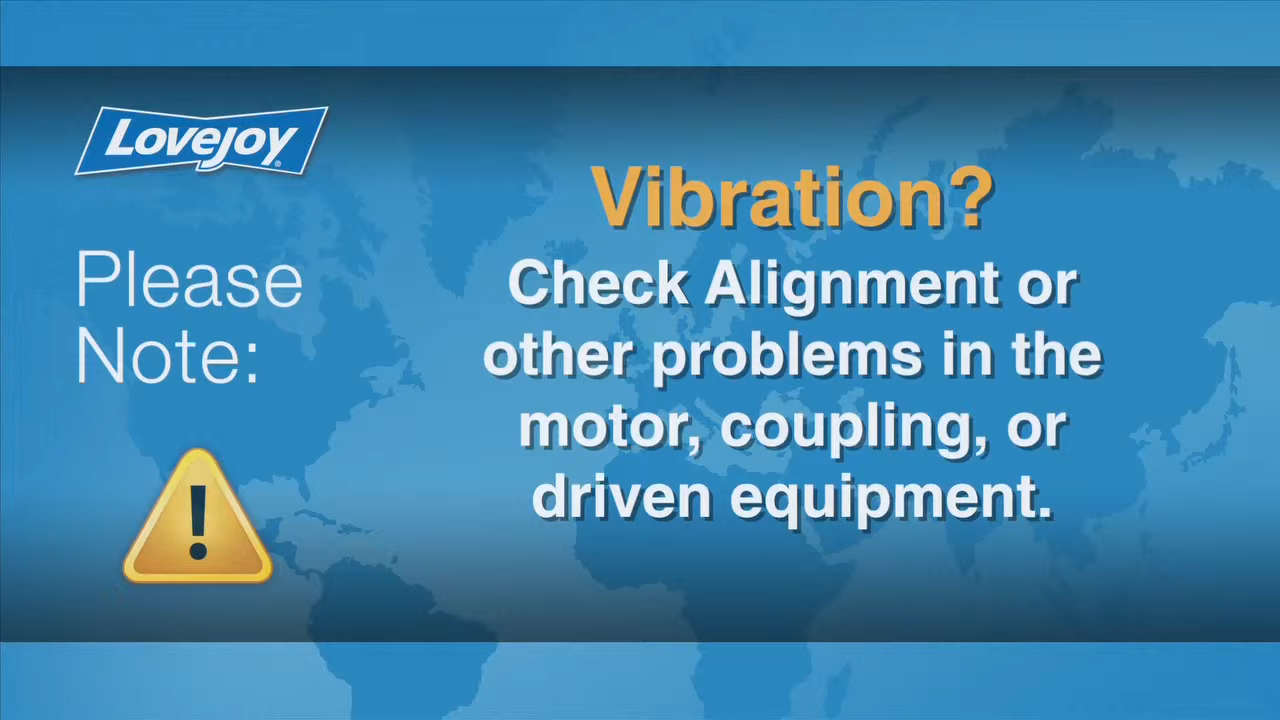 Lovejoy®
Please
Note:
!
Vibration?
Check Alignment or
other problems in the
motor, coupling, or
driven equipment.